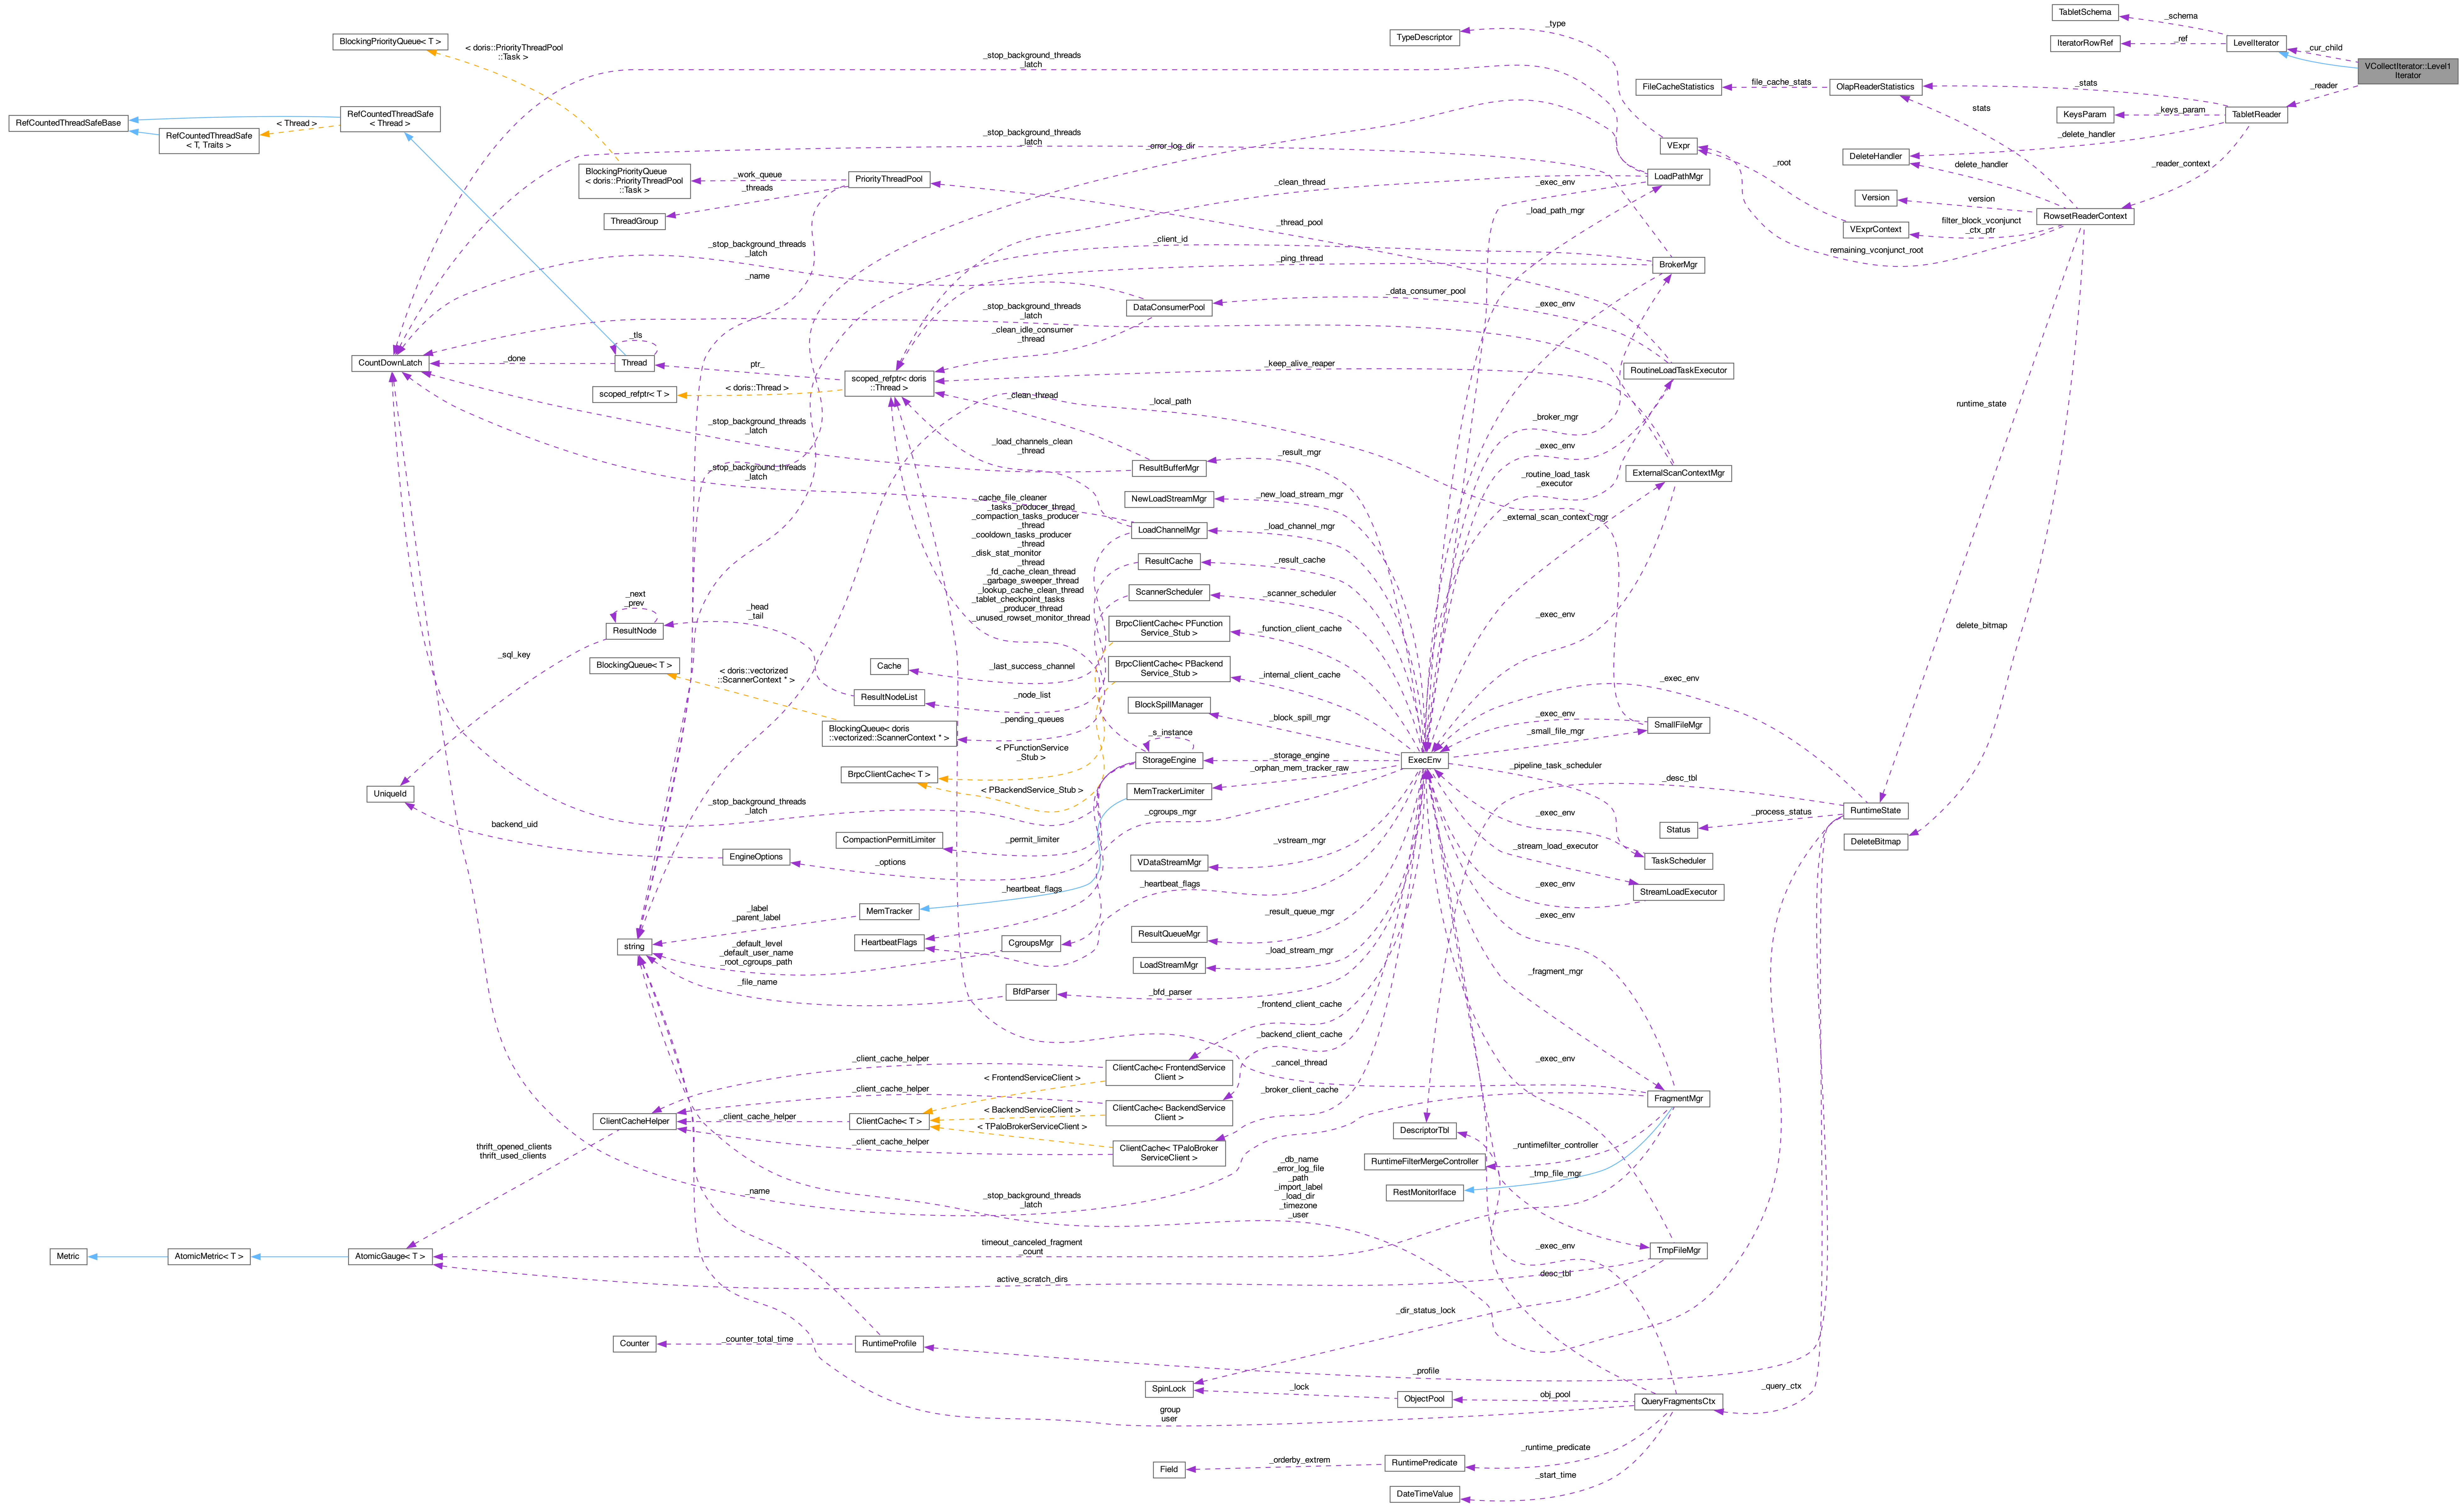 TabletSchema
_schema
IteratorRowRef
_ref
LevelIterator
_cur_child
VCollectIterator::Level1
Iterator
_type
TypeDescriptor
BlockingPriorityQueue< T >
< doris::PriorityThreadPool
::Task >
_stop_background_threads
_latch
FileCacheStatistics
file_cache_stats
OlapReaderStatistics
_stats
_reader
stats
KeysParam
_keys_param
TabletReader
RefCountedThreadSafeBase
RefCountedThreadSafe
< Thread >
< Thread >
RefCountedThreadSafe
< T, Traits >
_stop_background_threads
_latch
_error_log_dir
VExpr
_root
DeleteHandler
_delete_handler
delete_handler
_reader_context
BlockingPriorityQueue
< doris::PriorityThreadPool
::Task >
_work_queue
_threads
PriorityThreadPool
_clean_thread
_exec_env
LoadPathMgr
Version
version
RowsetReaderContext
ThreadGroup
_thread_pool
_load_path_mgr
VExprContext
filter_block_vconjunct
_ctx_ptr
remaining_vconjunct_root
_stop_background_threads
_latch
_client_id
_name
_ping_thread
BrokerMgr
_data_consumer_pool
DataConsumerPool
_exec_env
_stop_background_threads
_latch
_clean_idle_consumer
_thread
_tls
CountDownLatch
_done
Thread
ptr_
scoped_refptr< doris
::Thread >
_keep_alive_reaper
RoutineLoadTaskExecutor
scoped_refptr< T >
< doris::Thread >
_clean_thread
_local_path
runtime_state
_stop_background_threads
_latch
_broker_mgr
_load_channels_clean
_thread
_result_mgr
_exec_env
_stop_background_threads
_latch
ResultBufferMgr
_routine_load_task
_executor
ExternalScanContextMgr
_cache_file_cleaner
_tasks_producer_thread
_compaction_tasks_producer
_thread
_cooldown_tasks_producer
_thread
_disk_stat_monitor
_thread
_fd_cache_clean_thread
_garbage_sweeper_thread
_lookup_cache_clean_thread
_tablet_checkpoint_tasks
_producer_thread
_unused_rowset_monitor_thread
NewLoadStreamMgr
_new_load_stream_mgr
_external_scan_context_mgr
LoadChannelMgr
_load_channel_mgr
ResultCache
_result_cache
ScannerScheduler
_scanner_scheduler
_next
_prev
_head
_tail
ResultNode
BrpcClientCache< PFunction
Service_Stub >
_function_client_cache
_exec_env
delete_bitmap
_sql_key
BlockingQueue< T >
< doris::vectorized
::ScannerContext * >
Cache
_last_success_channel
BrpcClientCache< PBackend
Service_Stub >
_internal_client_cache
_exec_env
ResultNodeList
_node_list
BlockSpillManager
_block_spill_mgr
_exec_env
SmallFileMgr
BlockingQueue< doris
::vectorized::ScannerContext * >
_pending_queues
_s_instance
_small_file_mgr
< PFunctionService
_Stub >
StorageEngine
_storage_engine
ExecEnv
_pipeline_task_scheduler
BrpcClientCache< T >
_orphan_mem_tracker_raw
_desc_tbl
UniqueId
< PBackendService_Stub >
MemTrackerLimiter
_stop_background_threads
_latch
_cgroups_mgr
_exec_env
_process_status
RuntimeState
backend_uid
CompactionPermitLimiter
_permit_limiter
Status
DeleteBitmap
EngineOptions
_options
VDataStreamMgr
_vstream_mgr
_stream_load_executor
TaskScheduler
_heartbeat_flags
_heartbeat_flags
_exec_env
StreamLoadExecutor
_label
_parent_label
MemTracker
_result_queue_mgr
_exec_env
string
_default_level
_default_user_name
_root_cgroups_path
HeartbeatFlags
CgroupsMgr
ResultQueueMgr
_load_stream_mgr
LoadStreamMgr
_fragment_mgr
_file_name
BfdParser
_bfd_parser
_frontend_client_cache
_client_cache_helper
ClientCache< FrontendService
Client >
_backend_client_cache
_cancel_thread
_exec_env
< FrontendServiceClient >
_client_cache_helper
_broker_client_cache
FragmentMgr
ClientCacheHelper
_client_cache_helper
ClientCache< T >
< BackendServiceClient >
ClientCache< BackendService
Client >
< TPaloBrokerServiceClient >
DescriptorTbl
_client_cache_helper
ClientCache< TPaloBroker
ServiceClient >
thrift_opened_clients
thrift_used_clients
RuntimeFilterMergeController
_runtimefilter_controller
_db_name
_error_log_file
_path
_import_label
_load_dir
_timezone
_user
_tmp_file_mgr
RestMonitorIface
_name
_stop_background_threads
_latch
Metric
AtomicMetric< T >
AtomicGauge< T >
timeout_canceled_fragment
_count
_exec_env
TmpFileMgr
active_scratch_dirs
desc_tbl
_dir_status_lock
Counter
_counter_total_time
RuntimeProfile
_profile
SpinLock
_lock
ObjectPool
obj_pool
_query_ctx
QueryFragmentsCtx
group
user
_runtime_predicate
Field
_orderby_extrem
RuntimePredicate
_start_time
DateTimeValue